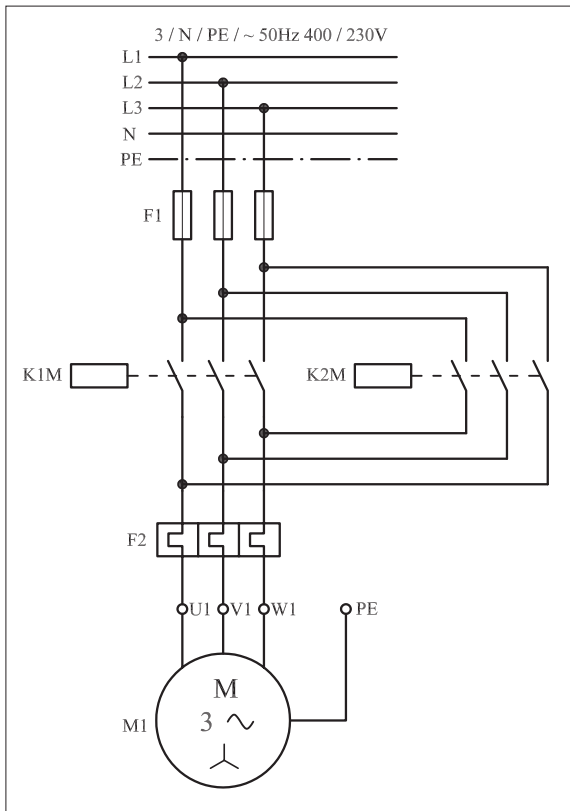 3 / N / PE / ~ 50Hz 400 / 230V
L1
L2
L3
N
PE
F1
K1M
K2M
F2
U1 V1 W1 PE
M
M1
3